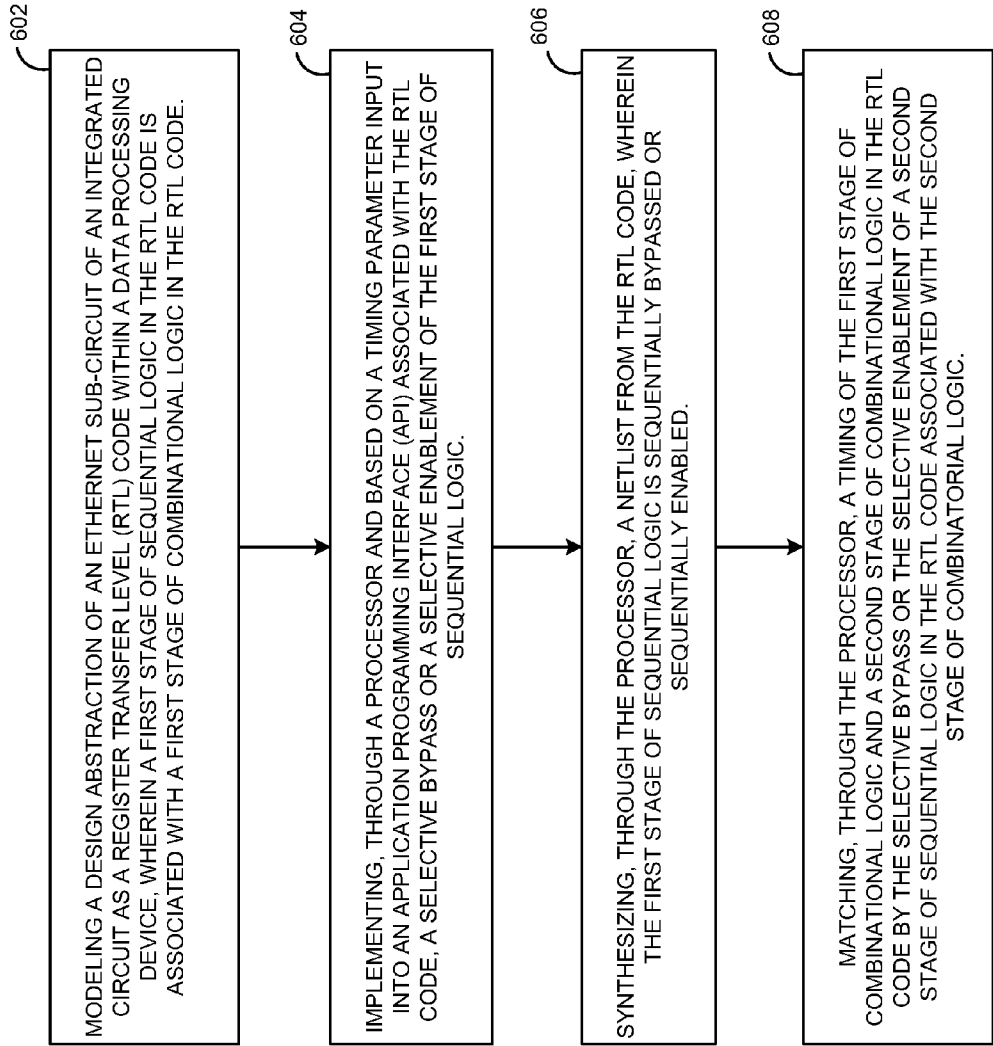 602
MODELING A DESIGN ABSTRACTION OF AN ETHERNET SUB-CIRCUIT OF AN INTEGRATED
CIRCUIT AS A REGISTER TRANSFER LEVEL (RTL) CODE WITHIN A DATA PROCESSING
DEVICE, WHEREIN A FIRST STAGE OF SEQUENTIAL LOGIC IN THE RTL CODE IS
ASSOCIATED WITH A FIRST STAGE OF COMBINATIONAL LOGIC IN THE RTL CODE.
604
IMPLEMENTING, THROUGH A PROCESSOR AND BASED ON A TIMING PARAMETER INPUT
INTO AN APPLICATION PROGRAMMING INTERFACE (API) ASSOCIATED WITH THE RTL
CODE, A SELECTIVE BYPASS OR A SELECTIVE ENABLEMENT OF THE FIRST STAGE OF
SEQUENTIAL LOGIC.
606
SYNTHESIZING, THROUGH THE PROCESSOR, A NETLIST FROM THE RTL CODE, WHEREIN
THE FIRST STAGE OF SEQUENTIAL LOGIC IS SEQUENTIALLY BYPASSED OR
SEQUENTIALLY ENABLED.
608
MATCHING, THROUGH THE PROCESSOR, A TIMING OF THE FIRST STAGE OF
COMBINATIONAL LOGIC AND A SECOND STAGE OF COMBINATIONAL LOGIC IN THE RTL
CODE BY THE SELECTIVE BYPASS OR THE SELECTIVE ENABLEMENT OF A SECOND
STAGE OF SEQUENTIAL LOGIC IN THE RTL CODE ASSOCIATED WITH THE SECOND
STAGE OF COMBINATORIAL LOGIC.